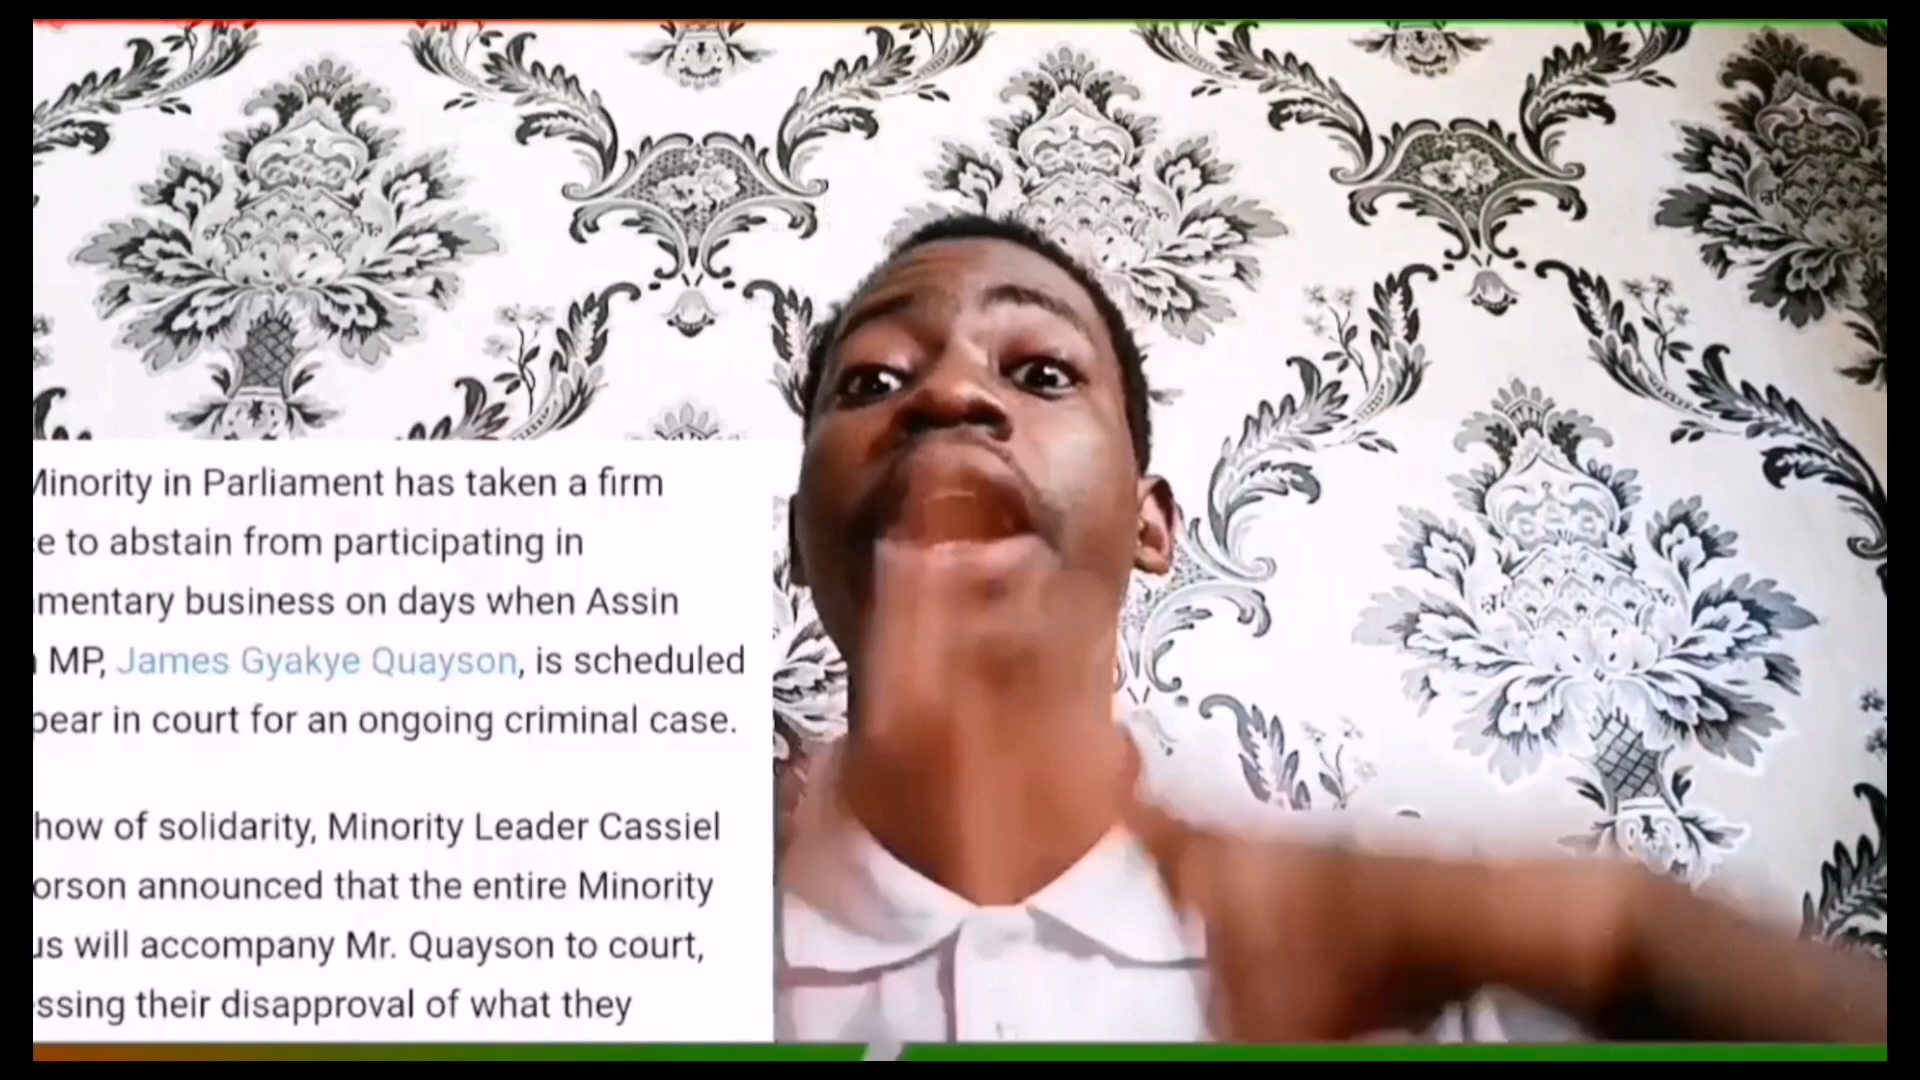 Minority in Parliament has taken a firm
e to abstain from participating in
mentary business on days when Assin
MP, James Gyakye Quayson, is scheduled
pear in court for an ongoing criminal case.
how of solidarity, Minority Leader Cassiel
orson announced that the entire Minority
us will accompany Mr. Quayson to court,
ssing their disapproval of what they